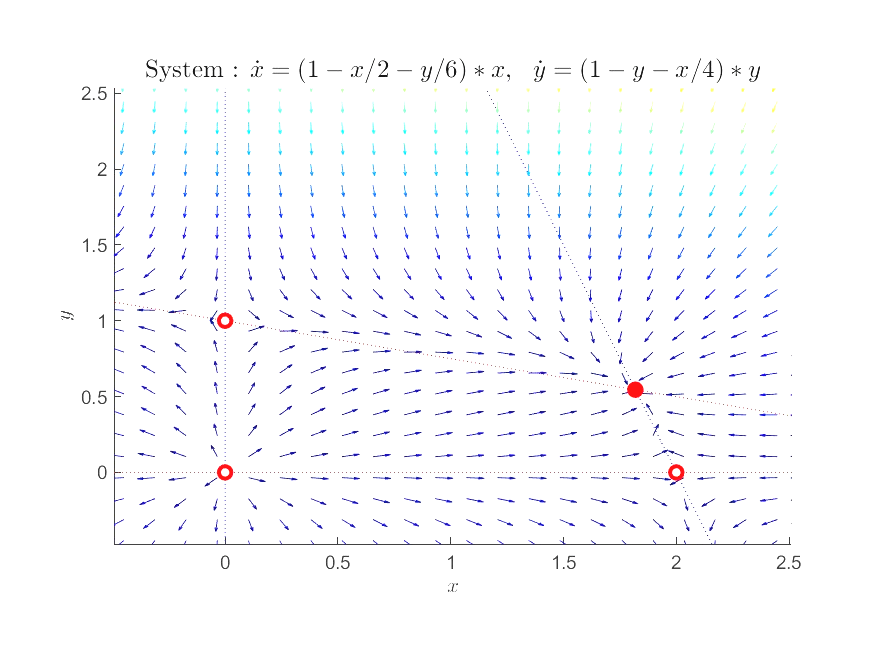 System : ẋ = (1 − x/2 − y/6) ∗ x, ẏ = (1 − y − x/4) ∗ y
2.5
2
1.5
1
0.5
0
y
0 0.5 1 1.5 2 2.5
x